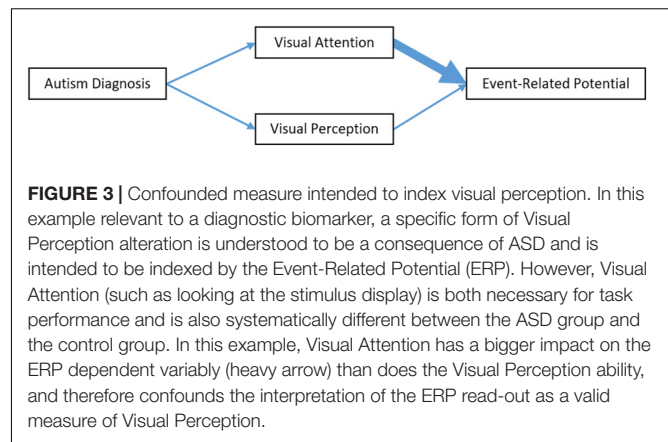 Visual Attention
Autism Diagnosis
Event-Related Potential
Visual Perception
FIGURE 3 | Confounded measure intended to index visual perception. In this
example relevant to a diagnostic biomarker, a specific form of Visual
Perception alteration is understood to be a consequence of ASD and is
intended to be indexed by the Event-Related Potential (ERP). However, Visual
Attention (such as looking at the stimulus display) is both necessary for task
performance and is also systematically different between the ASD group and
the control group. In this example, Visual Attention has a bigger impact on the
ERP dependent variably (heavy arrow) than does the Visual Perception ability,
and therefore confounds the interpretation of the ERP read-out as a valid
measure of Visual Perception.